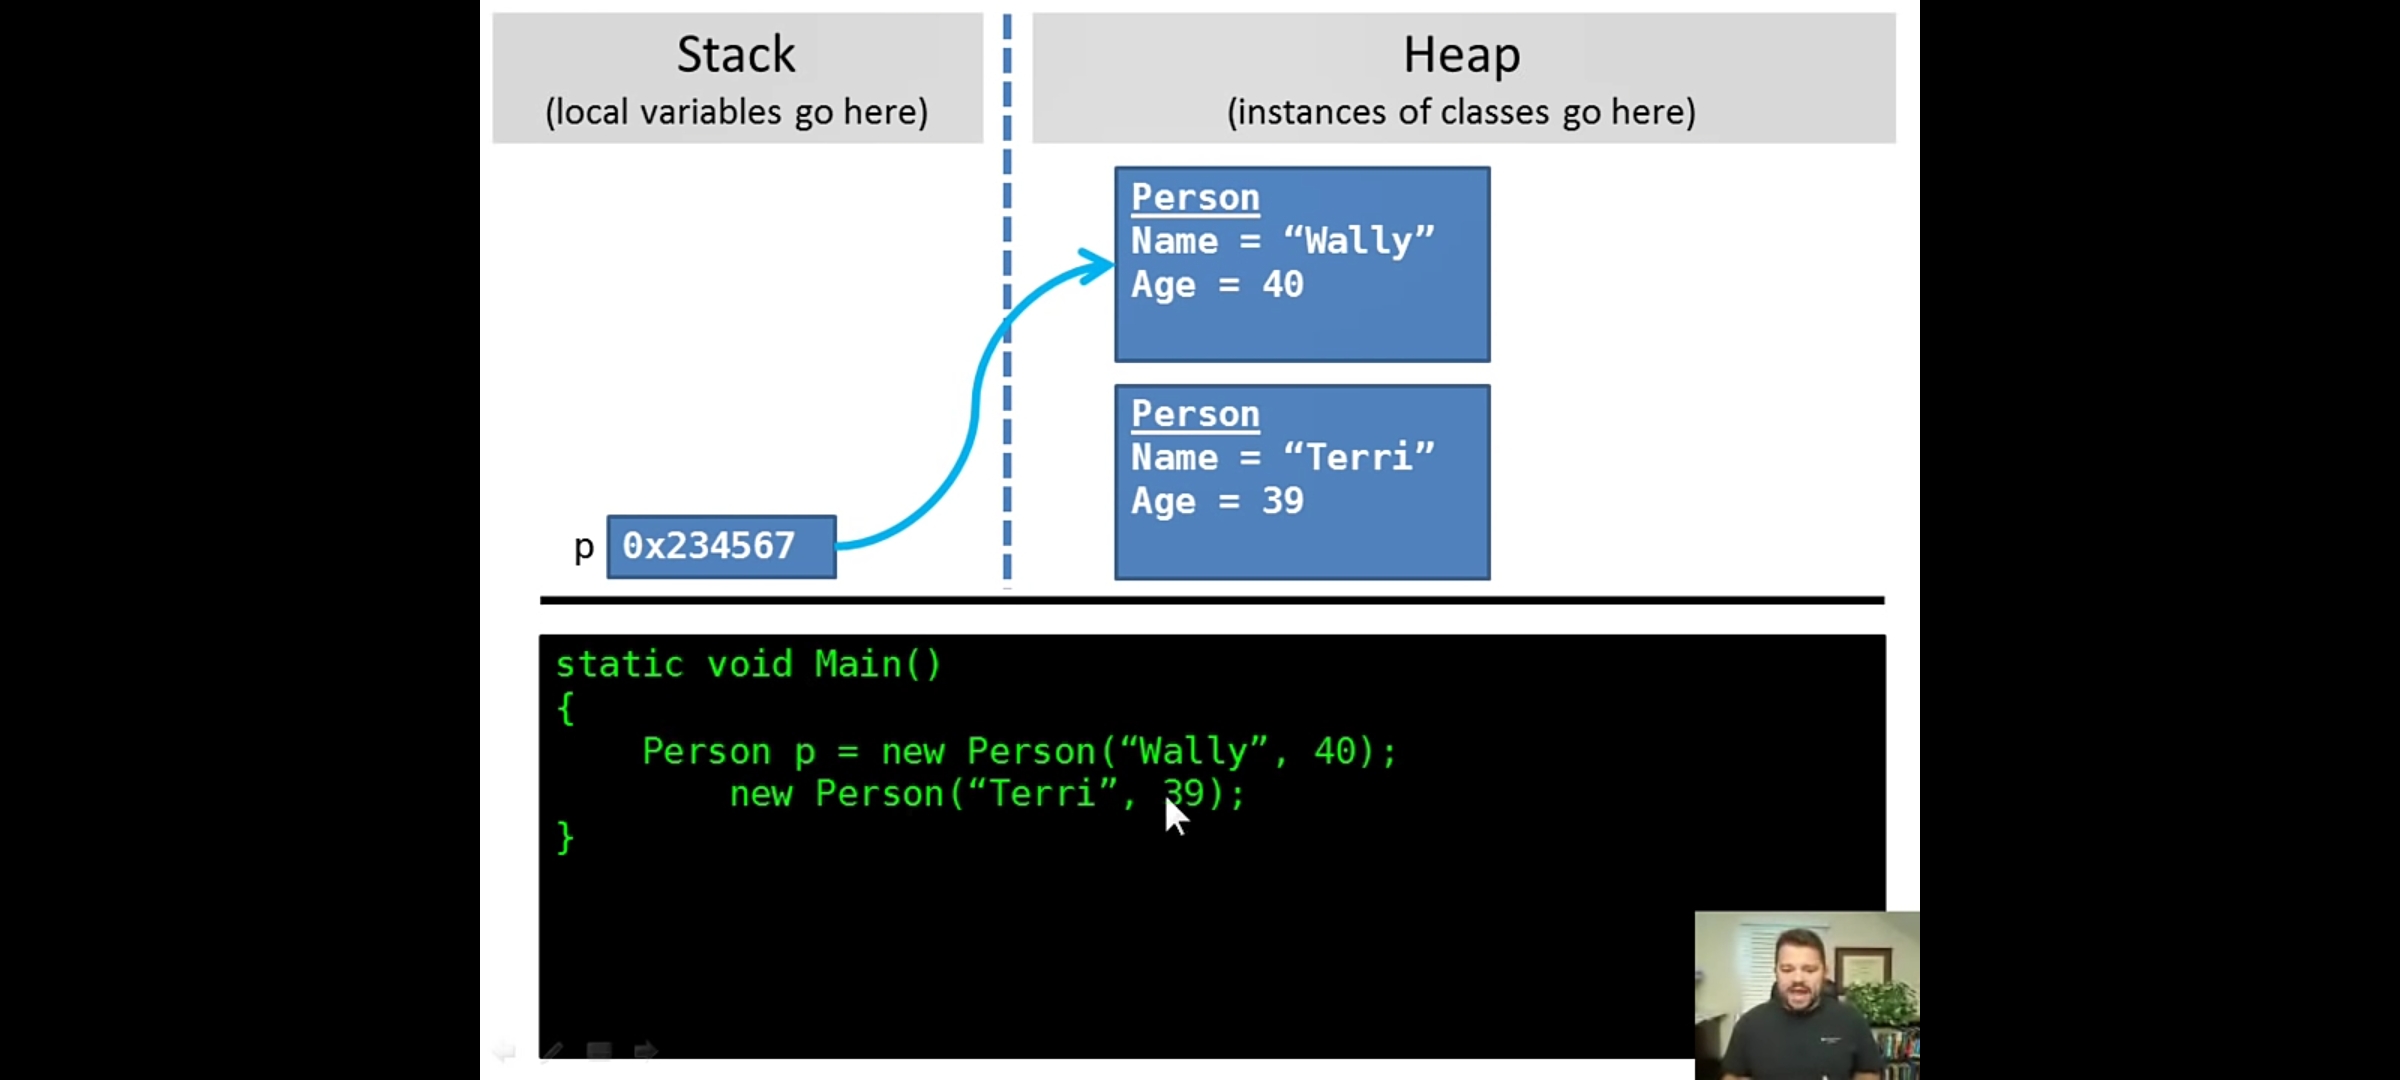 Stack
(local variables go here)
Heap
(instances of classes go here)
Person
Name = “Wally”
Age = 40
Person
Name = “Terri”
Age = 39
p
0x234567
static void Main()
{
    Person p = new Person(“Wally”, 40);
        new Person(“Terri”, 39);
}